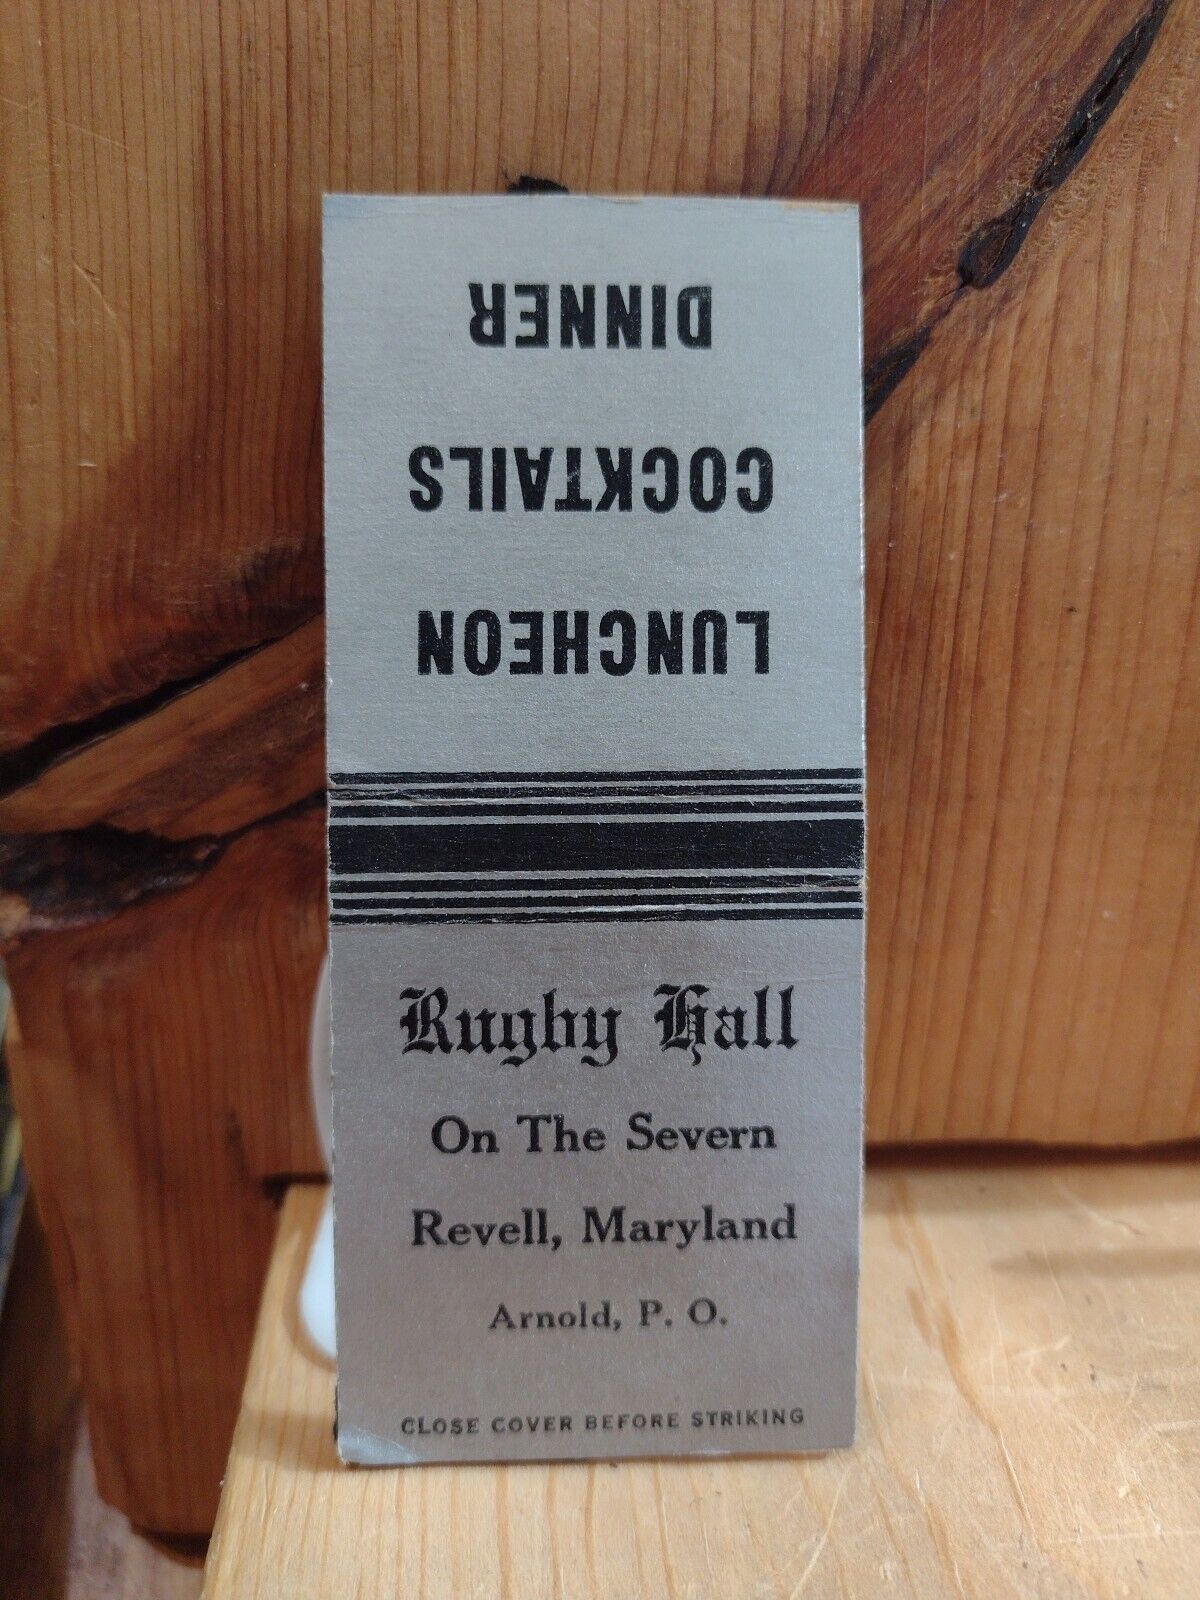 LUNCHEON
COCKTAILS
DINNER
Rugby Hall
On The Severn
Revell, Maryland
Arnold, P. O.
CLOSE COVER BEFORE STRIKING